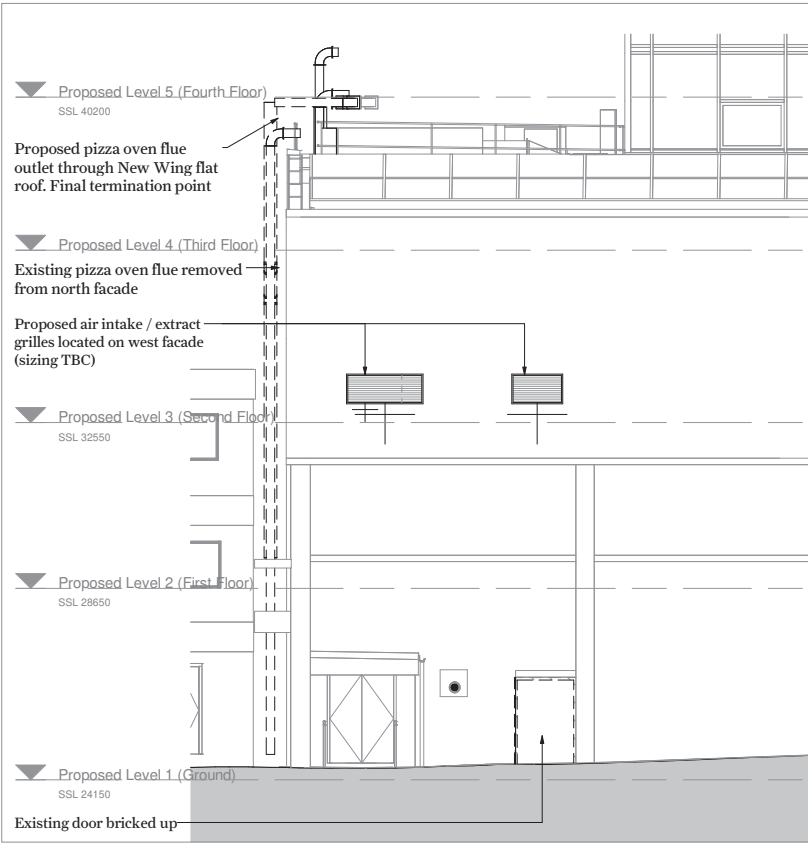 Proposed Level 5 (Fourth Floor)
SSL 40200
Proposed pizza oven flue
outlet through New Wing flat
roof. Final termination point
Proposed Level 4 (Third Floor)
Existing pizza oven flue removed
from north facade
Proposed air intake / extract
grilles located on west facade
(sizing TBC)
Proposed Level 3 (Second Floor)
SSL 32550
Proposed Level 2 (First Floor)
SSL 28650
Proposed Level 1 (Ground)
SSL 24150
Existing door bricked up